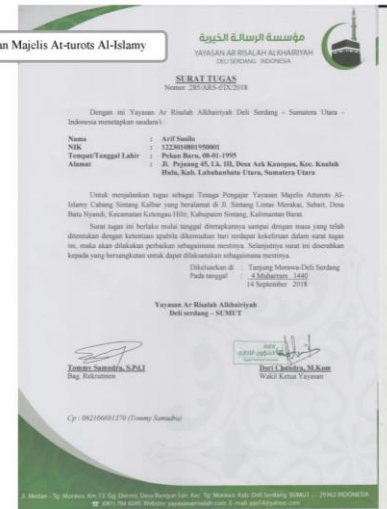 an Majelis At-turots Al-Islamy
مؤسسة الرسالة الخيرية
YAYASAN AR RISALAH ALKHAIRIYAH
DELI SERDANG INDONESIA
SURAT TUGAS
Nomor :285/ARS-/IX/2018
Dengan ini Yayasan Ar Risalah Alkhairiyah Deli Serdang – Sumatera Utara –
Indonesia menetapkan saudara/i :
Nama : Arif Susilo
NIK : 1223010801950001
Tempat/Tanggal Lahir : Pekan Baru, 08-01-1995
Alamat : Jl. Pejuang 45, Lk. III, Desa Aek Kanopan, Kec. Kualuh
Hulu, Kab. Labuhanbatu Utara, Sumatera Utara
Untuk menjalankan tugas sebagai Tenaga Pengajar Yayasan Majelis Atturots Al-
Islamy Cabang Sintang Kalbar yang beralamat di Jl. Sintang Lintas Merakai, Sebait, Desa
Batu Nyandi, Kecamatan Ketengau Hilir, Kabupaten Sintang, Kalimantan Barat.
Surat tugas ini berlaku mulai tanggal ditetapkannya sampai dengan masa yang telah
ditentukan dengan ketentuan apabila dikemudian hari terdapat kekeliruan dalam surat tugas
ini, maka akan dilakukan perbaikan sebagaimana mestinya. Selanjutnya surat ini diserahkan
kepada yang bersangkutan untuk dapat dilaksanakan sebagaimana mestinya.
Dikeluarkan di : Tanjung Morawa-Deli Serdang
Pada tanggal : 4 Muharram 1440
14 September 2018
Yayasan Ar Risalah Alkhairiyah
Deli serdang – SUMUT
Tommy Samudra, S.Pd.I
Bag. Rekrutmen
Dori Chandra, M.Kom
Wakil Ketua Yayasan
Cp : 082166691370 (Tommy Samudra)